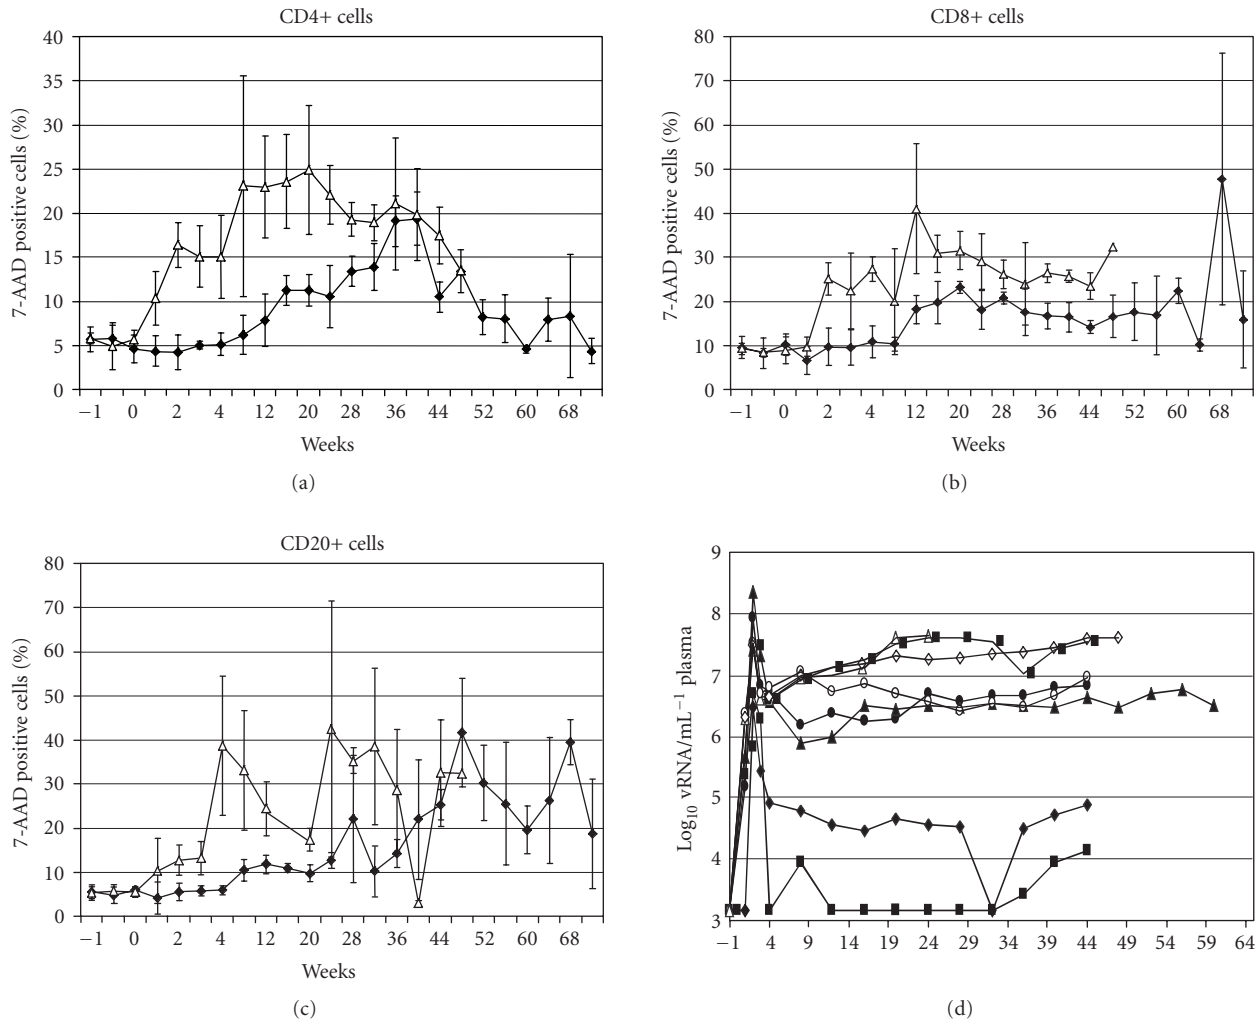 CD4+ cells
40
35
30
25
20
15
10
5
0
7-AAD positive cells (%)
−1 0 2 4 12 20 28 36 44 52 60 68
Weeks
(a)
CD8+ cells
80
70
60
50
40
30
20
10
0
7-AAD positive cells (%)
−1 0 2 4 12 20 28 36 44 52 60 68
Weeks
(b)
CD20+ cells
80
70
60
50
40
30
20
10
0
7-AAD positive cells (%)
−1 0 2 4 12 20 28 36 44 52 60 68
Weeks
(c)
9
8
7
6
5
4
3
Log₁₀ vRNA/mL⁻¹ plasma
−1 4 9 14 19 24 29 34 39 44 49 54 59 64
(d)